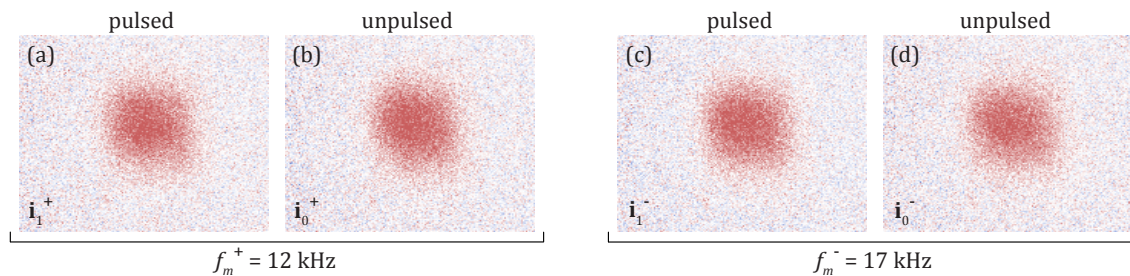 pulsed unpulsed pulsed unpulsed
(a) (b) (c) (d)
i₁⁺ i₀⁺ i₁⁻ i₀⁻
fₘ⁺ = 12 kHz fₘ⁻ = 17 kHz